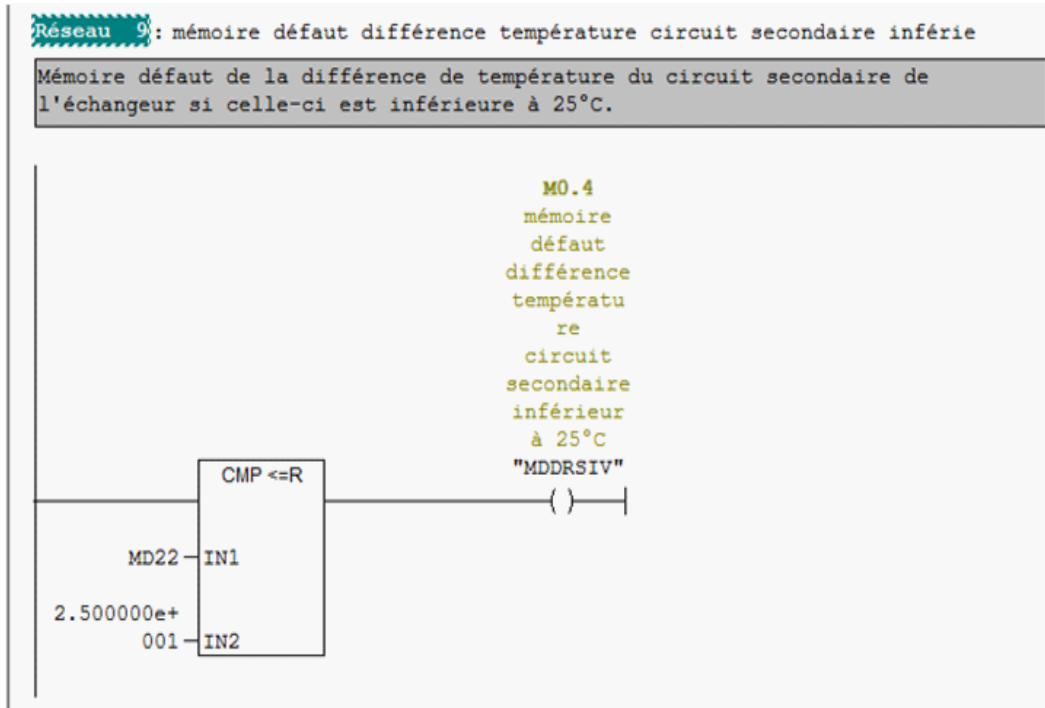 Réseau 9: mémoire défaut différence température circuit secondaire inférie
Mémoire défaut de la différence de température du circuit secondaire de
l'échangeur si celle-ci est inférieure à 25°C.
M0.4
mémoire
défaut
différence
températu
re
circuit
secondaire
inférieur
à 25°C
"MDDRSIV"
CMP <=R
( )
MD22 IN1
2.500000e+
001 IN2